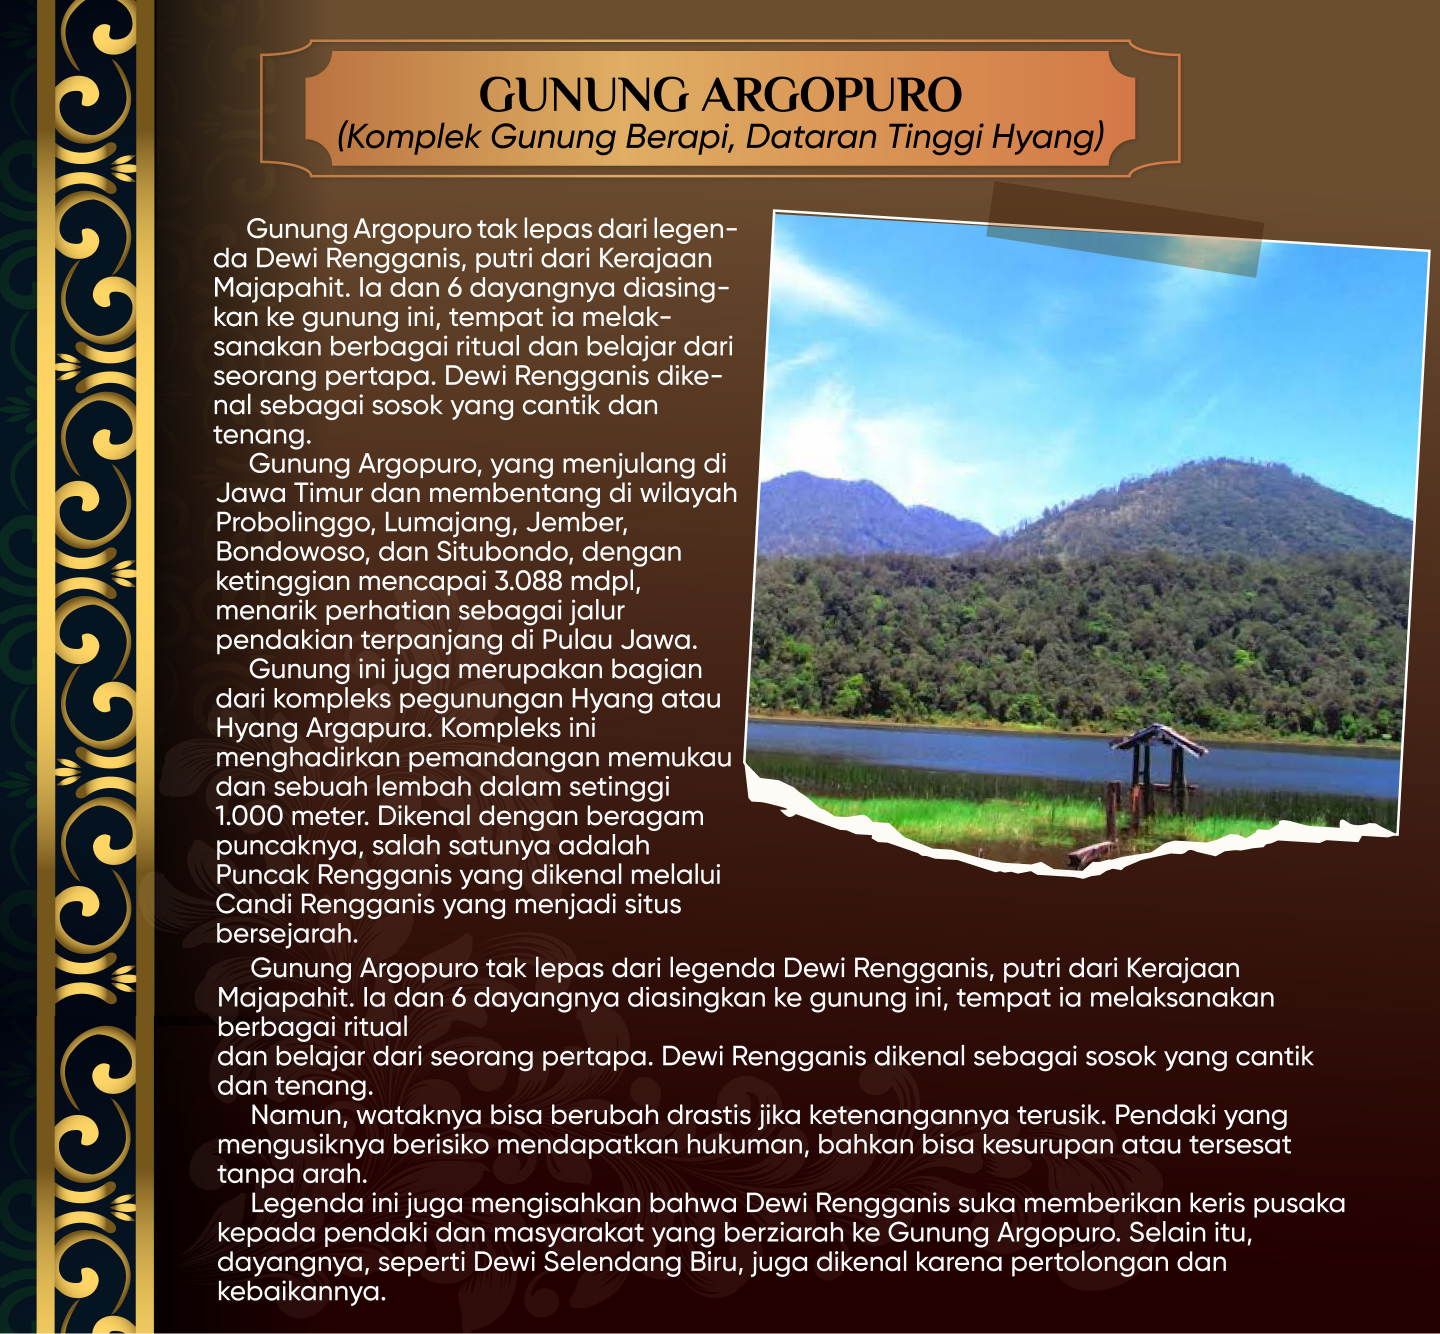 GUNUNG ARGOPURO
(Komplek Gunung Berapi, Dataran Tinggi Hyang)
Gunung Argopuro tak lepas dari legen-
da Dewi Rengganis, putri dari Kerajaan
Majapahit. Ia dan 6 dayangnya diasing-
kan ke gunung ini, tempat ia melak-
sanakan berbagai ritual dan belajar dari
seorang pertapa. Dewi Rengganis dike-
nal sebagai sosok yang cantik dan
tenang.
Gunung Argopuro, yang menjulang di
Jawa Timur dan membentang di wilayah
Probolinggo, Lumajang, Jember,
Bondowoso, dan Situbondo, dengan
ketinggian mencapai 3.088 mdpl,
menarik perhatian sebagai jalur
pendakian terpanjang di Pulau Jawa.
Gunung ini juga merupakan bagian
dari kompleks pegunungan Hyang atau
Hyang Argapura. Kompleks ini
menghadirkan pemandangan memukau
dan sebuah lembah dalam setinggi
1.000 meter. Dikenal dengan beragam
puncaknya, salah satunya adalah
Puncak Rengganis yang dikenal melalui
Candi Rengganis yang menjadi situs
bersejarah.
Gunung Argopuro tak lepas dari legenda Dewi Rengganis, putri dari Kerajaan
Majapahit. Ia dan 6 dayangnya diasingkan ke gunung ini, tempat ia melaksanakan
berbagai ritual
dan belajar dari seorang pertapa. Dewi Rengganis dikenal sebagai sosok yang cantik
dan tenang.
Namun, wataknya bisa berubah drastis jika ketenangannya terusik. Pendaki yang
mengusiknya berisiko mendapatkan hukuman, bahkan bisa kesurupan atau tersesat
tanpa arah.
Legenda ini juga mengisahkan bahwa Dewi Rengganis suka memberikan keris pusaka
kepada pendaki dan masyarakat yang berziarah ke Gunung Argopuro. Selain itu,
dayangnya, seperti Dewi Selendang Biru, juga dikenal karena pertolongan dan
kebaikannya.